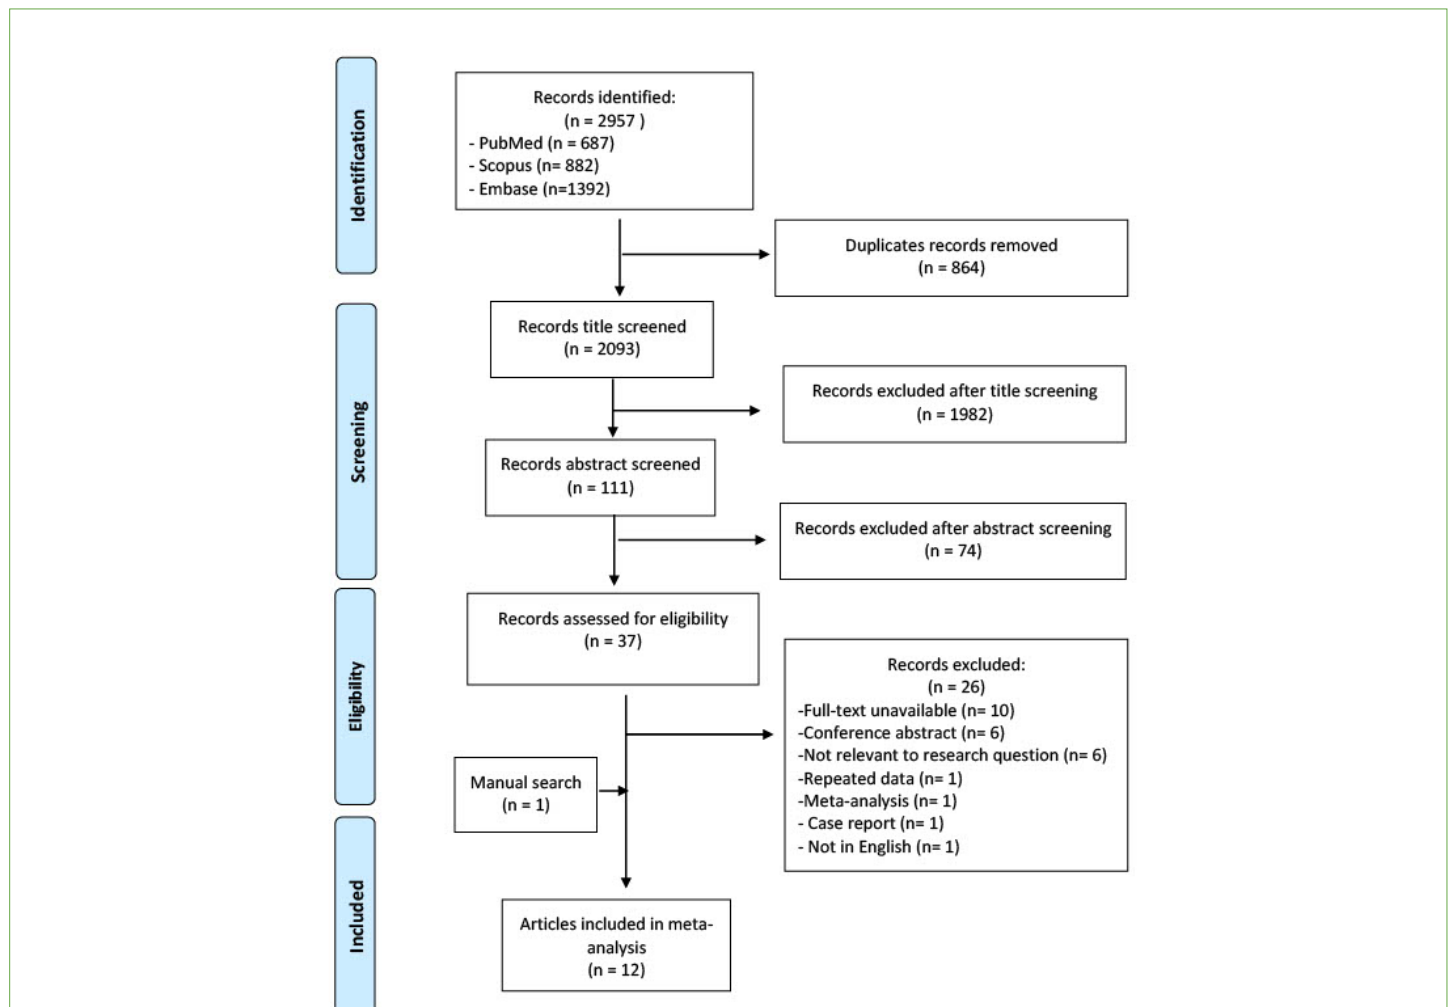 Identification
Records identified:
(n = 2957 )
- PubMed (n = 687)
- Scopus (n= 882)
- Embase (n=1392)
Duplicates records removed
(n = 864)
Screening
Records title screened
(n = 2093)
Records excluded after title screening
(n = 1982)
Records abstract screened
(n = 111)
Records excluded after abstract screening
(n = 74)
Eligibility
Records assessed for eligibility
(n = 37)
Records excluded:
(n = 26)
-Full-text unavailable (n= 10)
-Conference abstract (n= 6)
-Not relevant to research question (n= 6)
-Repeated data (n= 1)
-Meta-analysis (n= 1)
- Case report (n= 1)
- Not in English (n= 1)
Manual search
(n = 1)
Included
Articles included in meta-
analysis
(n = 12)